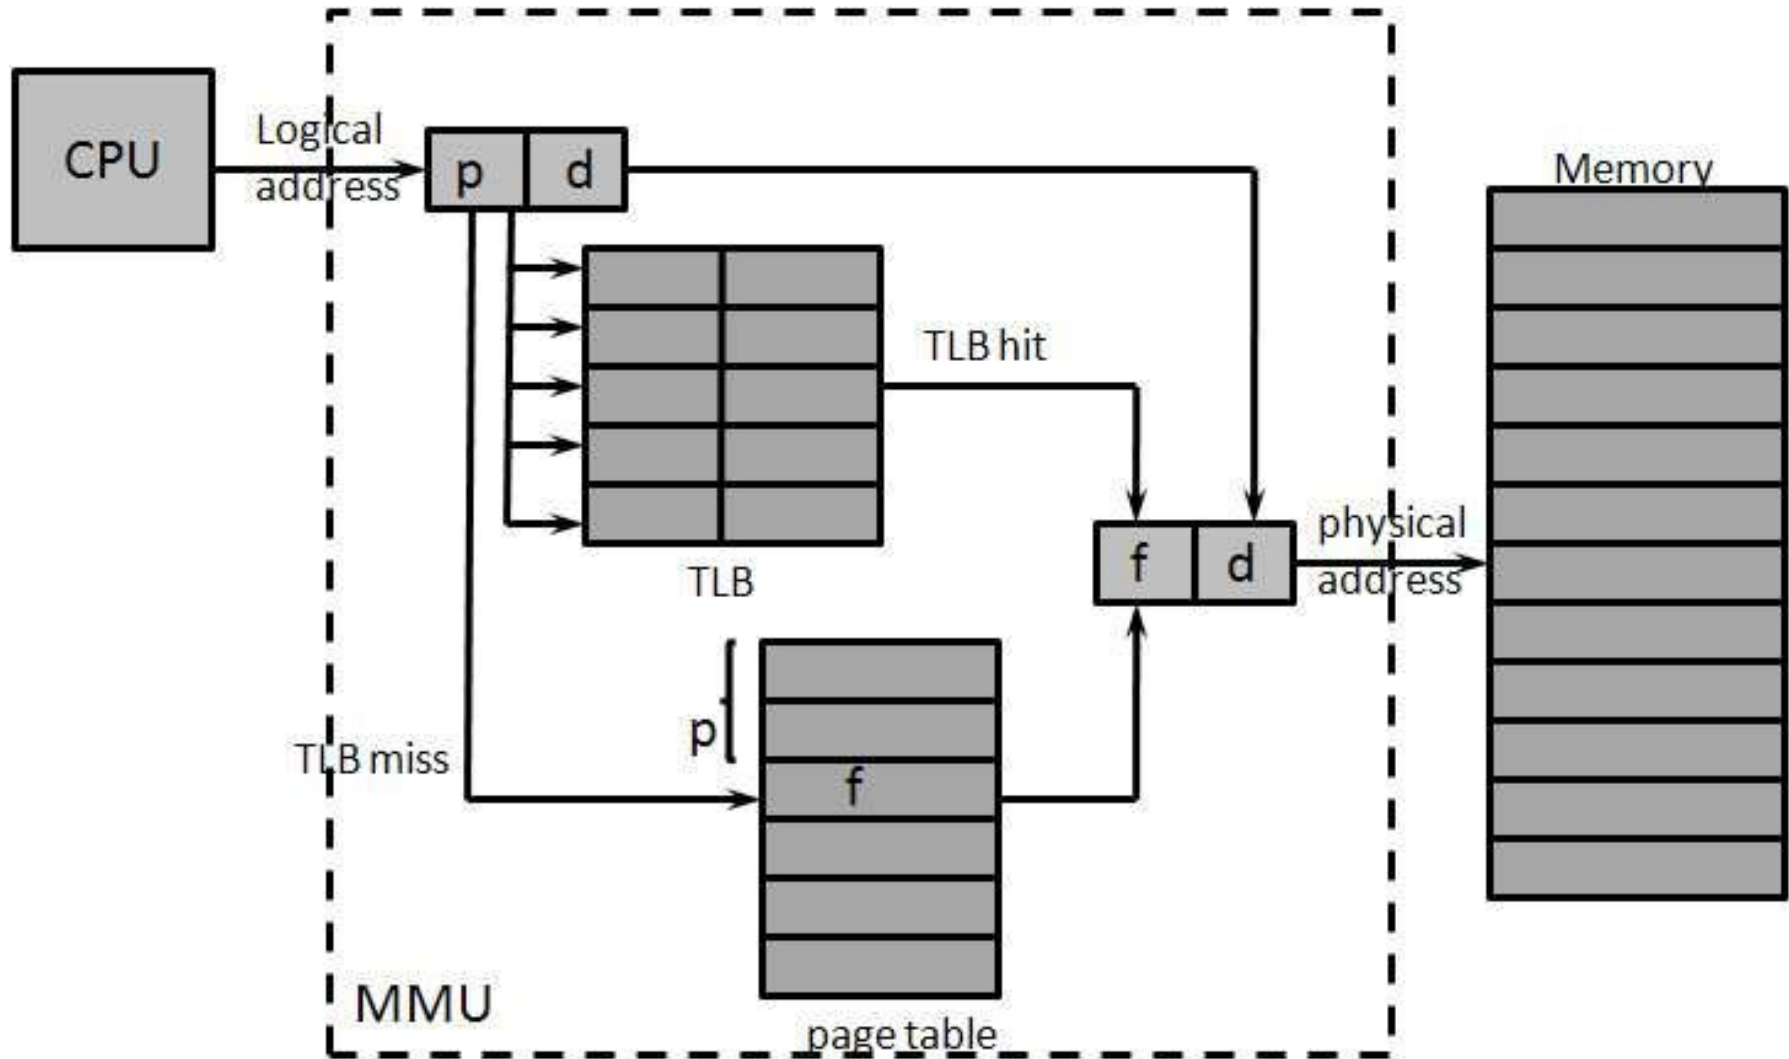 CPU
Logical
address
p
d
Memory
TLB hit
TLB
f
d
physical
address
p
TLB miss
f
MMU
page table